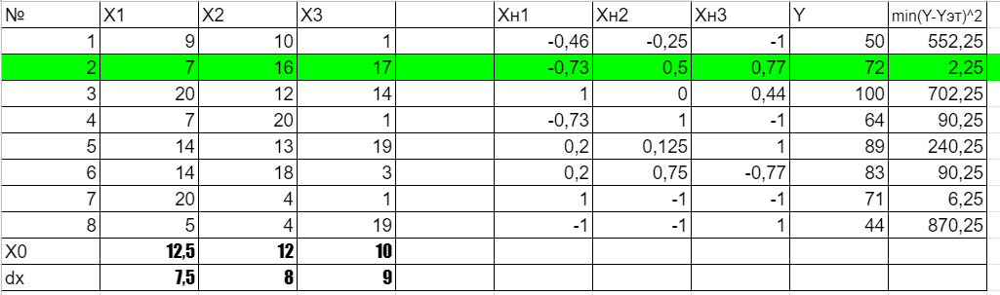 № X1 X2 X3 Xн1 Xн2 Xн3 Y min(Y-Yэт)^2
1 9 10 1 -0,46 -0,25 -1 50 552,25
2 7 16 17 -0,73 0,5 0,77 72 2,25
3 20 12 14 1 0 0,44 100 702,25
4 7 20 1 -0,73 1 -1 64 90,25
5 14 13 19 0,2 0,125 1 89 240,25
6 14 18 3 0,2 0,75 -0,77 83 90,25
7 20 4 1 1 -1 -1 71 6,25
8 5 4 19 -1 -1 1 44 870,25
X0 12,5 12 10
dx 7,5 8 9